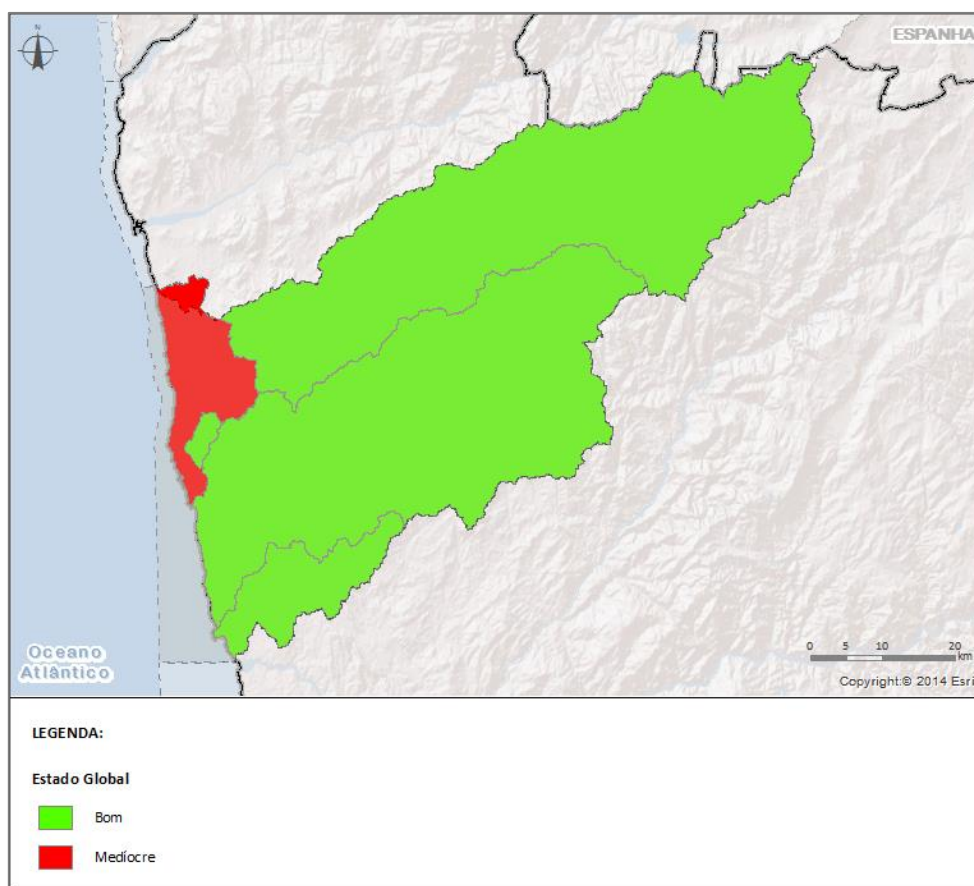 N
ESPANHA
Oceano
Atlântico
0 5 10 20
km
Copyright:© 2014 Esri
LEGENDA:
Estado Global
Bom
Medíocre